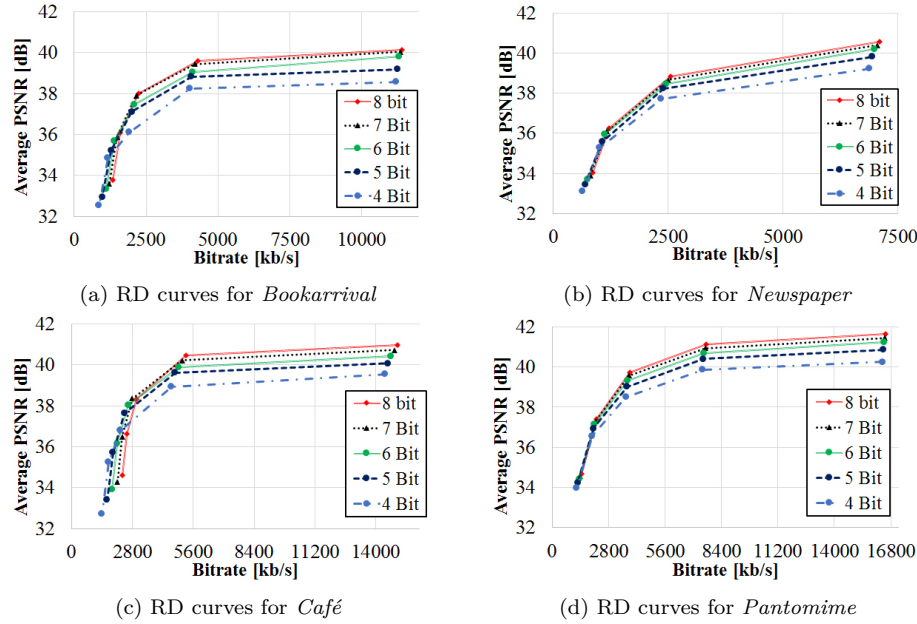 42
40
38
36
34
32
Average PSNR [dB]
8 bit
7 Bit
6 Bit
5 Bit
4 Bit
0 2500 5000 7500 10000
Bitrate [kb/s]
(a) RD curves for Bookarrival
42
40
38
36
34
32
Average PSNR [dB]
8 bit
7 Bit
6 Bit
5 Bit
4 Bit
0 2500 5000 7500
Bitrate [kb/s]
(b) RD curves for Newspaper
42
40
38
36
34
32
Average PSNR [dB]
8 bit
7 Bit
6 Bit
5 Bit
4 Bit
0 2800 5600 8400 11200 14000
Bitrate [kb/s]
(c) RD curves for Café
42
40
38
36
34
32
Average PSNR [dB]
8 bit
7 Bit
6 Bit
5 Bit
4 Bit
0 2800 5600 8400 11200 14000 16800
Bitrate [kb/s]
(d) RD curves for Pantomime